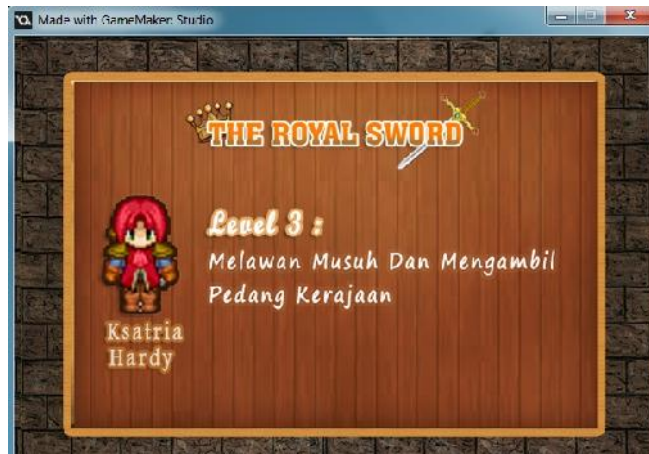 Made with GameMaker: Studio
THE ROYAL SWORD
Level 3 :
Melawan Musuh Dan Mengambil
Pedang Kerajaan
Ksatria
Hardy